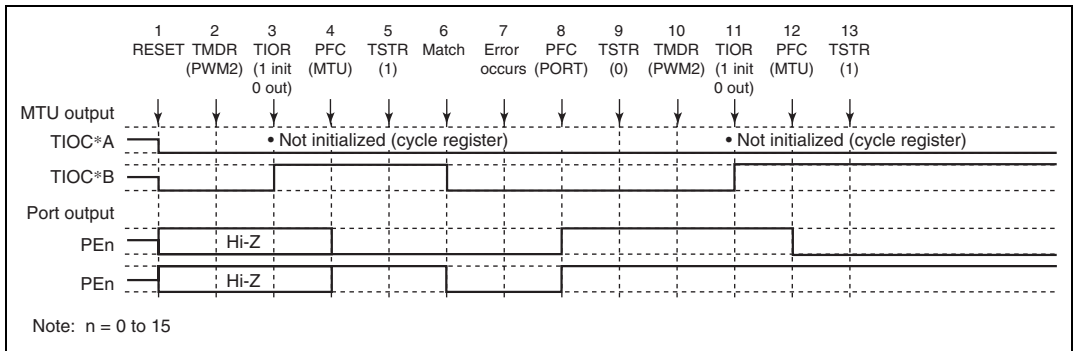 1 2 3 4 5 6 7 8 9 10 11 12 13
RESET TMDR TIOR PFC TSTR Match Error PFC TSTR TMDR TIOR PFC TSTR
(PWM2) (1 init (MTU) (1) occurs (PORT) (0) (PWM2) (1 init (MTU) (1)
0 out) 0 out)
MTU output
TIOC*A • Not initialized (cycle register) • Not initialized (cycle register)
TIOC*B
Port output
PEn Hi-Z
PEn Hi-Z
Note: n = 0 to 15